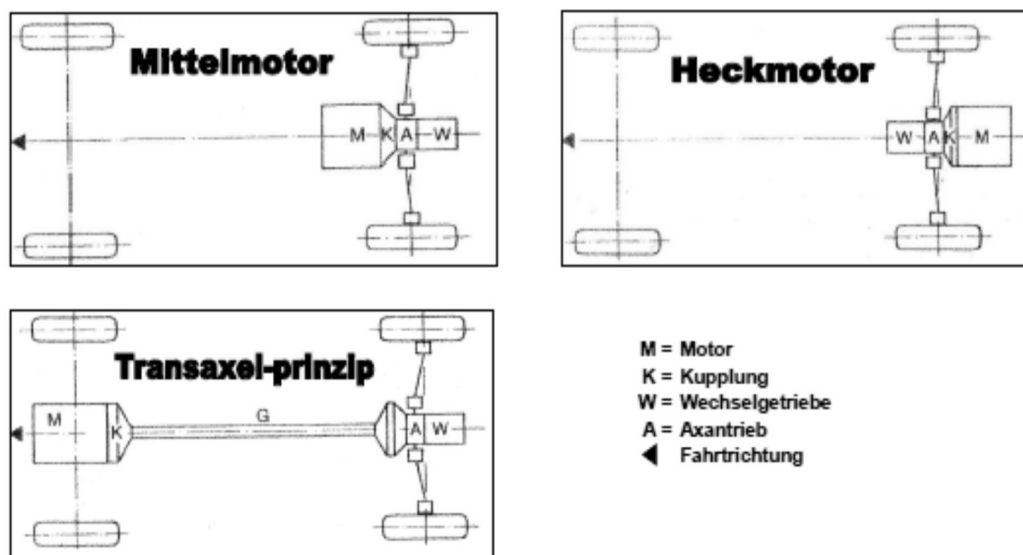 Mittelmotor
M K A W
Heckmotor
W A K M
Transaxel-prinzip
M K G A W
M = Motor
K = Kupplung
W = Wechselgetriebe
A = Axantrieb
Fahrtrichtung